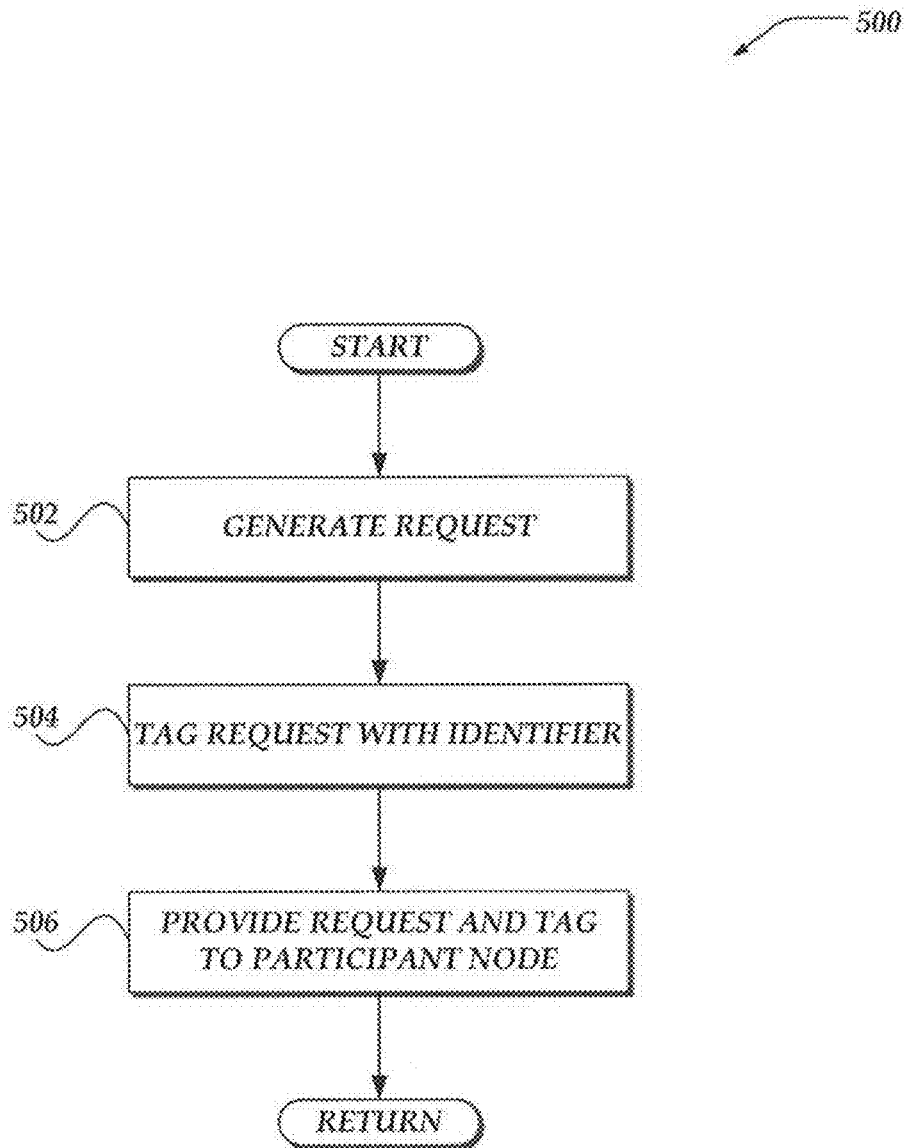 500
START
502
GENERATE REQUEST
504
TAG REQUEST WITH IDENTIFIER
506
PROVIDE REQUEST AND TAG
TO PARTICIPANT NODE
RETURN